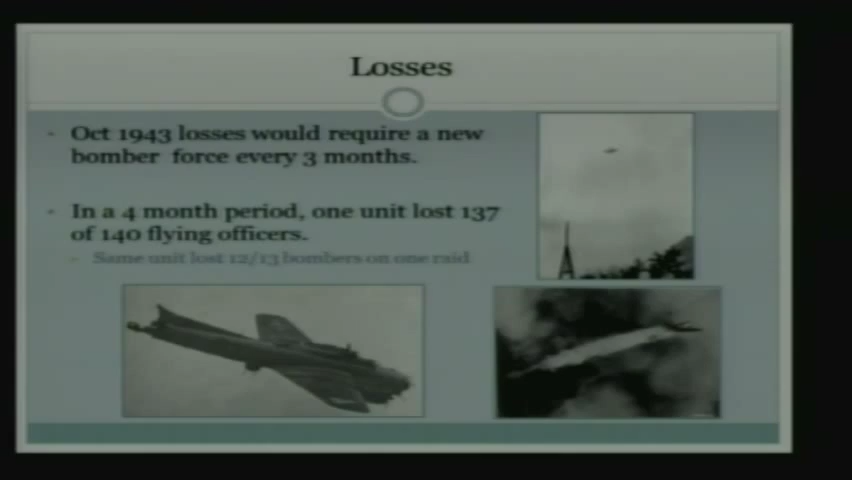 Losses
Oct 1943 losses would require a new
bomber force every 3 months.
In a 4 month period, one unit lost 137
of 140 flying officers.
Same unit lost 12/13 bombers on one raid